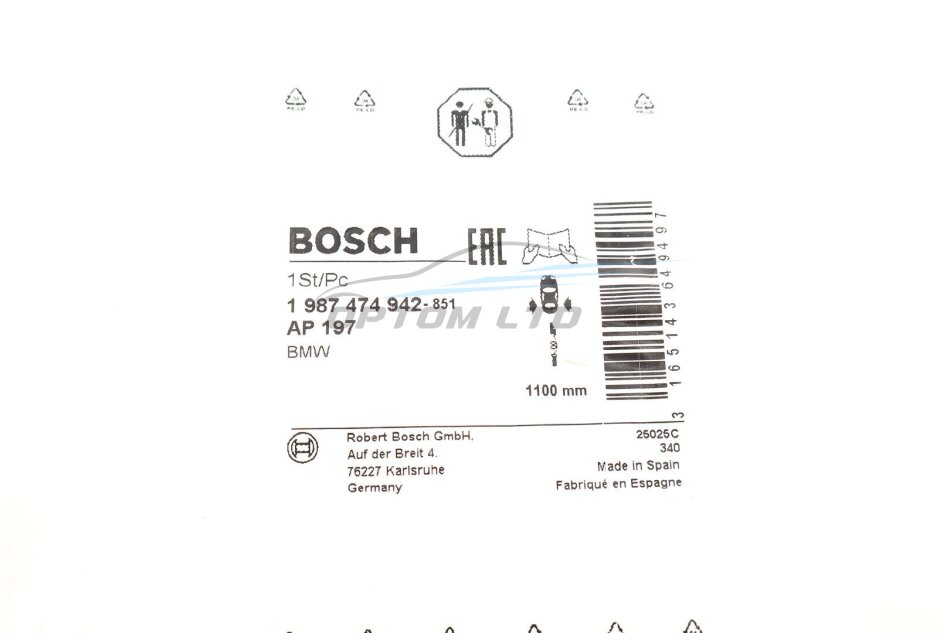 BOSCH
EAC
1St/Pc
1 987 474 942-851
AP 197
BMW
OPTOM LTD
1100 mm
3 165143 649497
Robert Bosch GmbH,
Auf der Breit 4.
76227 Karlsruhe
Germany
25025C
340
Made in Spain
Fabriqué en Espagne